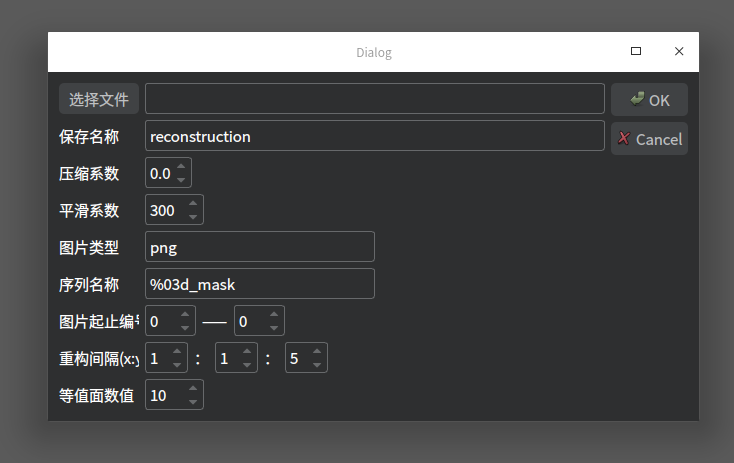 Dialog
选择文件 OK
保存名称 reconstruction Cancel
压缩系数 0.0
平滑系数 300
图片类型 png
序列名称 %03d_mask
图片起止编 0 — 0
重构间隔(x:y 1 : 1 : 5
等值面数值 10